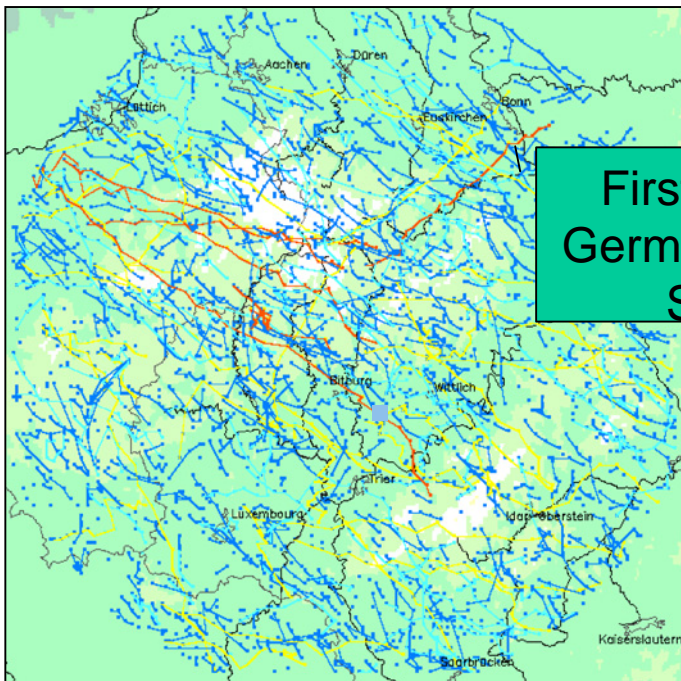 Düren
Aachen
Bonn
Lüttich
Euskirchen
Firs
Germ
S
Bitburg
Wittlich
Trier
Luxembourg
Idar-Oberstein
Kaiserslautern
Saarbrücken